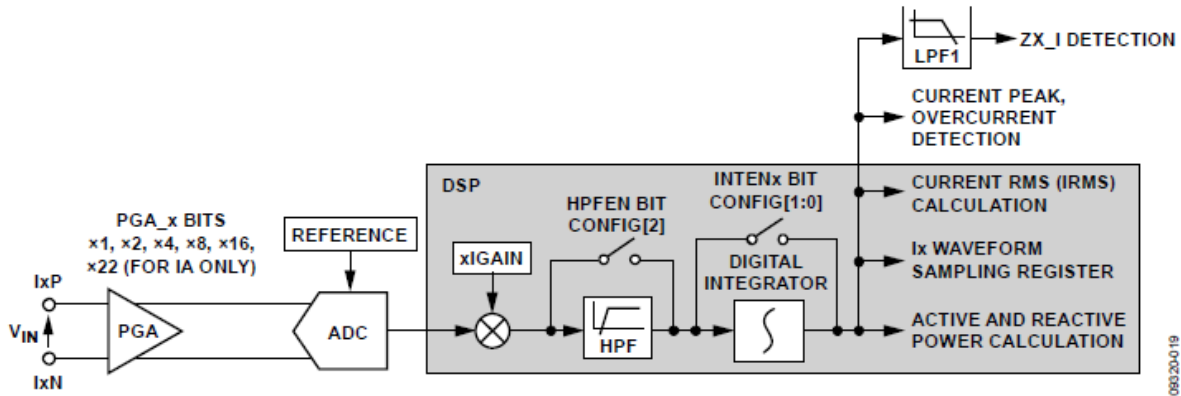 LPF1
ZX_I DETECTION
CURRENT PEAK,
OVERCURRENT
DETECTION
DSP
INTENx BIT
CONFIG[1:0]
CURRENT RMS (IRMS)
CALCULATION
HPFEN BIT
CONFIG[2]
PGA_x BITS
×1, ×2, ×4, ×8, ×16,
×22 (FOR IA ONLY)
REFERENCE
xIGAIN
DIGITAL
INTEGRATOR
Ix WAVEFORM
SAMPLING REGISTER
IxP
VIN
PGA
ADC
HPF
ACTIVE AND REACTIVE
POWER CALCULATION
IxN
09320-019